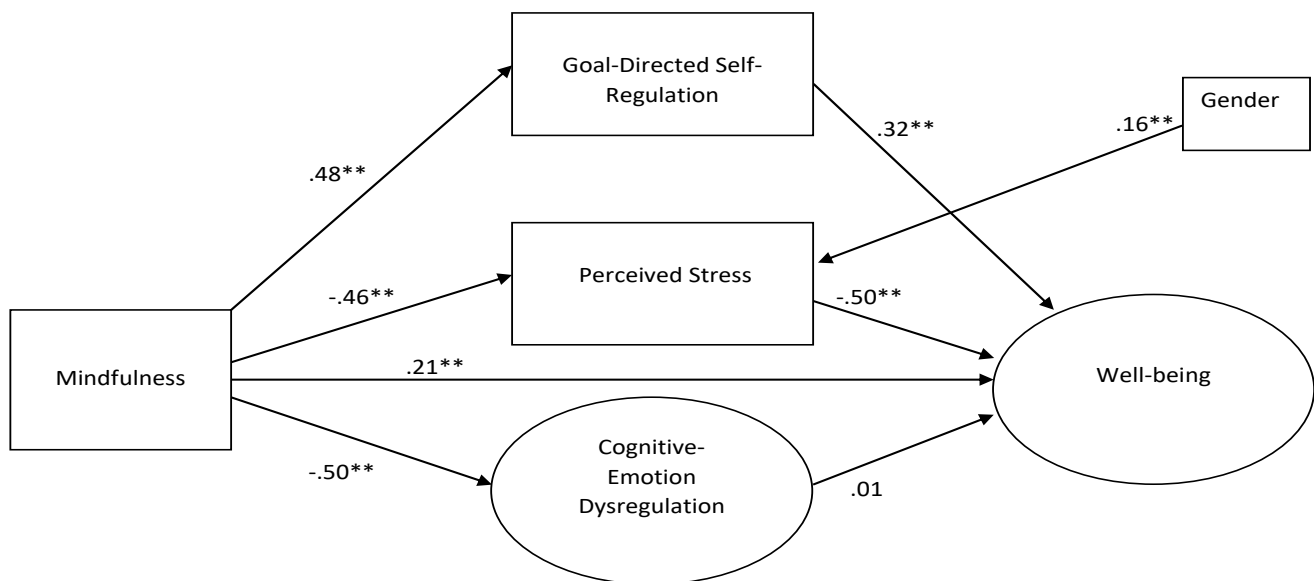 Goal-Directed Self-
Regulation
Gender
.32**
.16**
.48**
Perceived Stress
-.46**
-.50**
Mindfulness
.21**
Well-being
Cognitive-
Emotion
Dysregulation
-.50**
.01